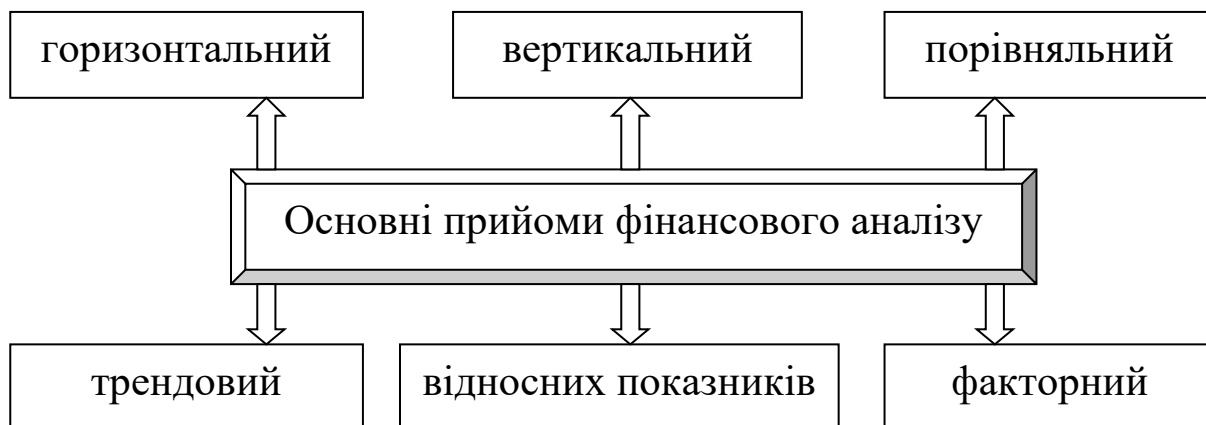 горизонтальний
вертикальний
порівняльний
Основні прийоми фінансового аналізу
трендовий
відносних показників
факторний